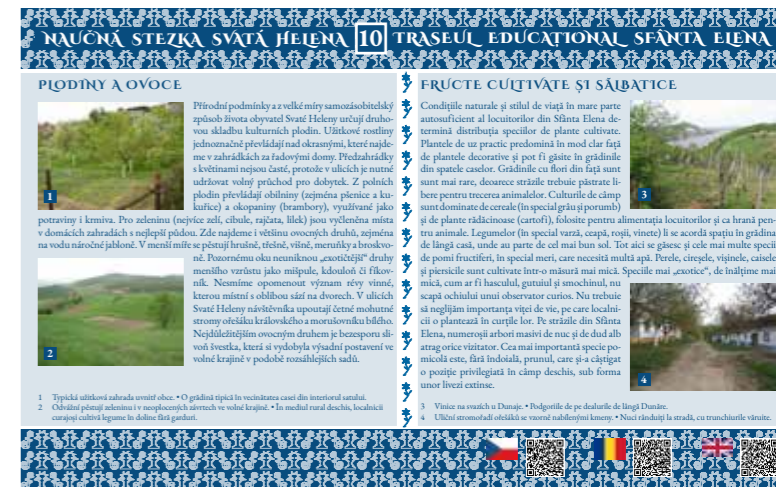 NAUČNÁ STEZKA SVATÁ HELENA 10 TRASEUL EDUCAȚIONAL SFÂNTA ELENA
PLODINY A OVOCE
Přírodní podmínky a z velké míry samozásobitelský
způsob života obyvatel Svaté Heleny určují druho-
vou skladbu kulturních plodin. Užitkové rostliny
jednoznačně převládají nad okrasnými, které najde-
me v zahrádkách za řadovými domy. Předzahrádky
s květinami nejsou časté, protože v ulicích je nutné
udržovat volný průchod pro dobytek. Z polních
plodin převládají obilniny (zejména pšenice a ku-
kuřice) a okopaniny (brambory), využívané jako
potraviny i krmiva. Pro zeleninu (nejvíce zelí, cibule, rajčata, lilek) jsou vyčleněna místa
v domácích zahradách s nejlepší půdou. Zde najdeme i většinu ovocných druhů, zejména
na vodu náročné jabloně. V menší míře se pěstují hrušně, třešně, višně, meruňky a broskvo-
ně. Pozornému oku neuniknou „exotičtější“ druhy
menšího vzrůstu jako mišpule, kdouloň či fíkov-
ník. Nesmíme opomenout význam révy vinné,
kterou místní s oblibou sází na dvorech. V ulicích
Svaté Heleny návštěvníka upoutají četné mohutné
stromy ořešáku královského a morušovníku bílého.
Nejdůležitějším ovocným druhem je bezesporu sli-
voň švestka, která si vydobyla výsadní postavení ve
volné krajině v podobě rozsáhlejších sadů.
1
2
1 Typická užitková zahrada uvnitř obce. • O grădină tipică în vecinătatea casei din interiorul satului.
2 Odvážní pěstují zeleninu i v neoplocených závrtech ve volné krajině. • În mediul rural deschis, localnicii
curajoși cultivă legume în doline fără garduri.
FRUCTE CULTIVATE ȘI SĂLBATICE
Condițiile naturale și stilul de viață în mare parte
autosuficient al locuitorilor din Sfânta Elena de-
termină distribuția speciilor de plante cultivate.
Plantele de uz practic predomină în mod clar față
de plantele decorative și pot fi găsite în grădinile
din spatele caselor. Grădinile cu flori din față sunt
sunt mai rare, deoarece străzile trebuie păstrate li-
bere pentru trecerea animalelor. Culturile de câmp
sunt dominate de cereale (în special grâu și porumb)
și de plante rădăcinoase (cartofi), folosite pentru alimentația locuitorilor și ca hrană pen-
tru animale. Legumelor (în special varză, ceapă, roșii, vinete) li se acordă spațiu în grădina
de lângă casă, unde au parte de cel mai bun sol. Tot aici se găsesc și cele mai multe specii
de pomi fructiferi, în special meri, care necesită multă apă. Perele, cireșele, vișinele, caisele
și piersicile sunt cultivate într-o măsură mai mică. Speciile mai „exotice“, de înălțime mai
mică, cum ar fi hasculul, gutuiul și smochinul, nu
scapă ochiului unui observator curios. Nu trebuie
să neglijăm importanța viței de vie, pe care localni-
cii o plantează în curțile lor. Pe străzile din Sfânta
Elena, numeroșii arbori masivi de nuc și de dud alb
atrag orice vizitator. Cea mai importantă specie po-
micolă este, fără îndoială, prunul, care și-a câștigat
o poziție privilegiată în câmp deschis, sub forma
unor livezi extinse.
3
4
3 Vinice na svazích u Dunaje. • Podgoriile de pe dealurile de lângă Dunăre.
4 Uliční stromořadí ořešáků se vzorně nabílenými kmeny. • Nuci rânduiți la stradă, cu trunchiurile văruite.